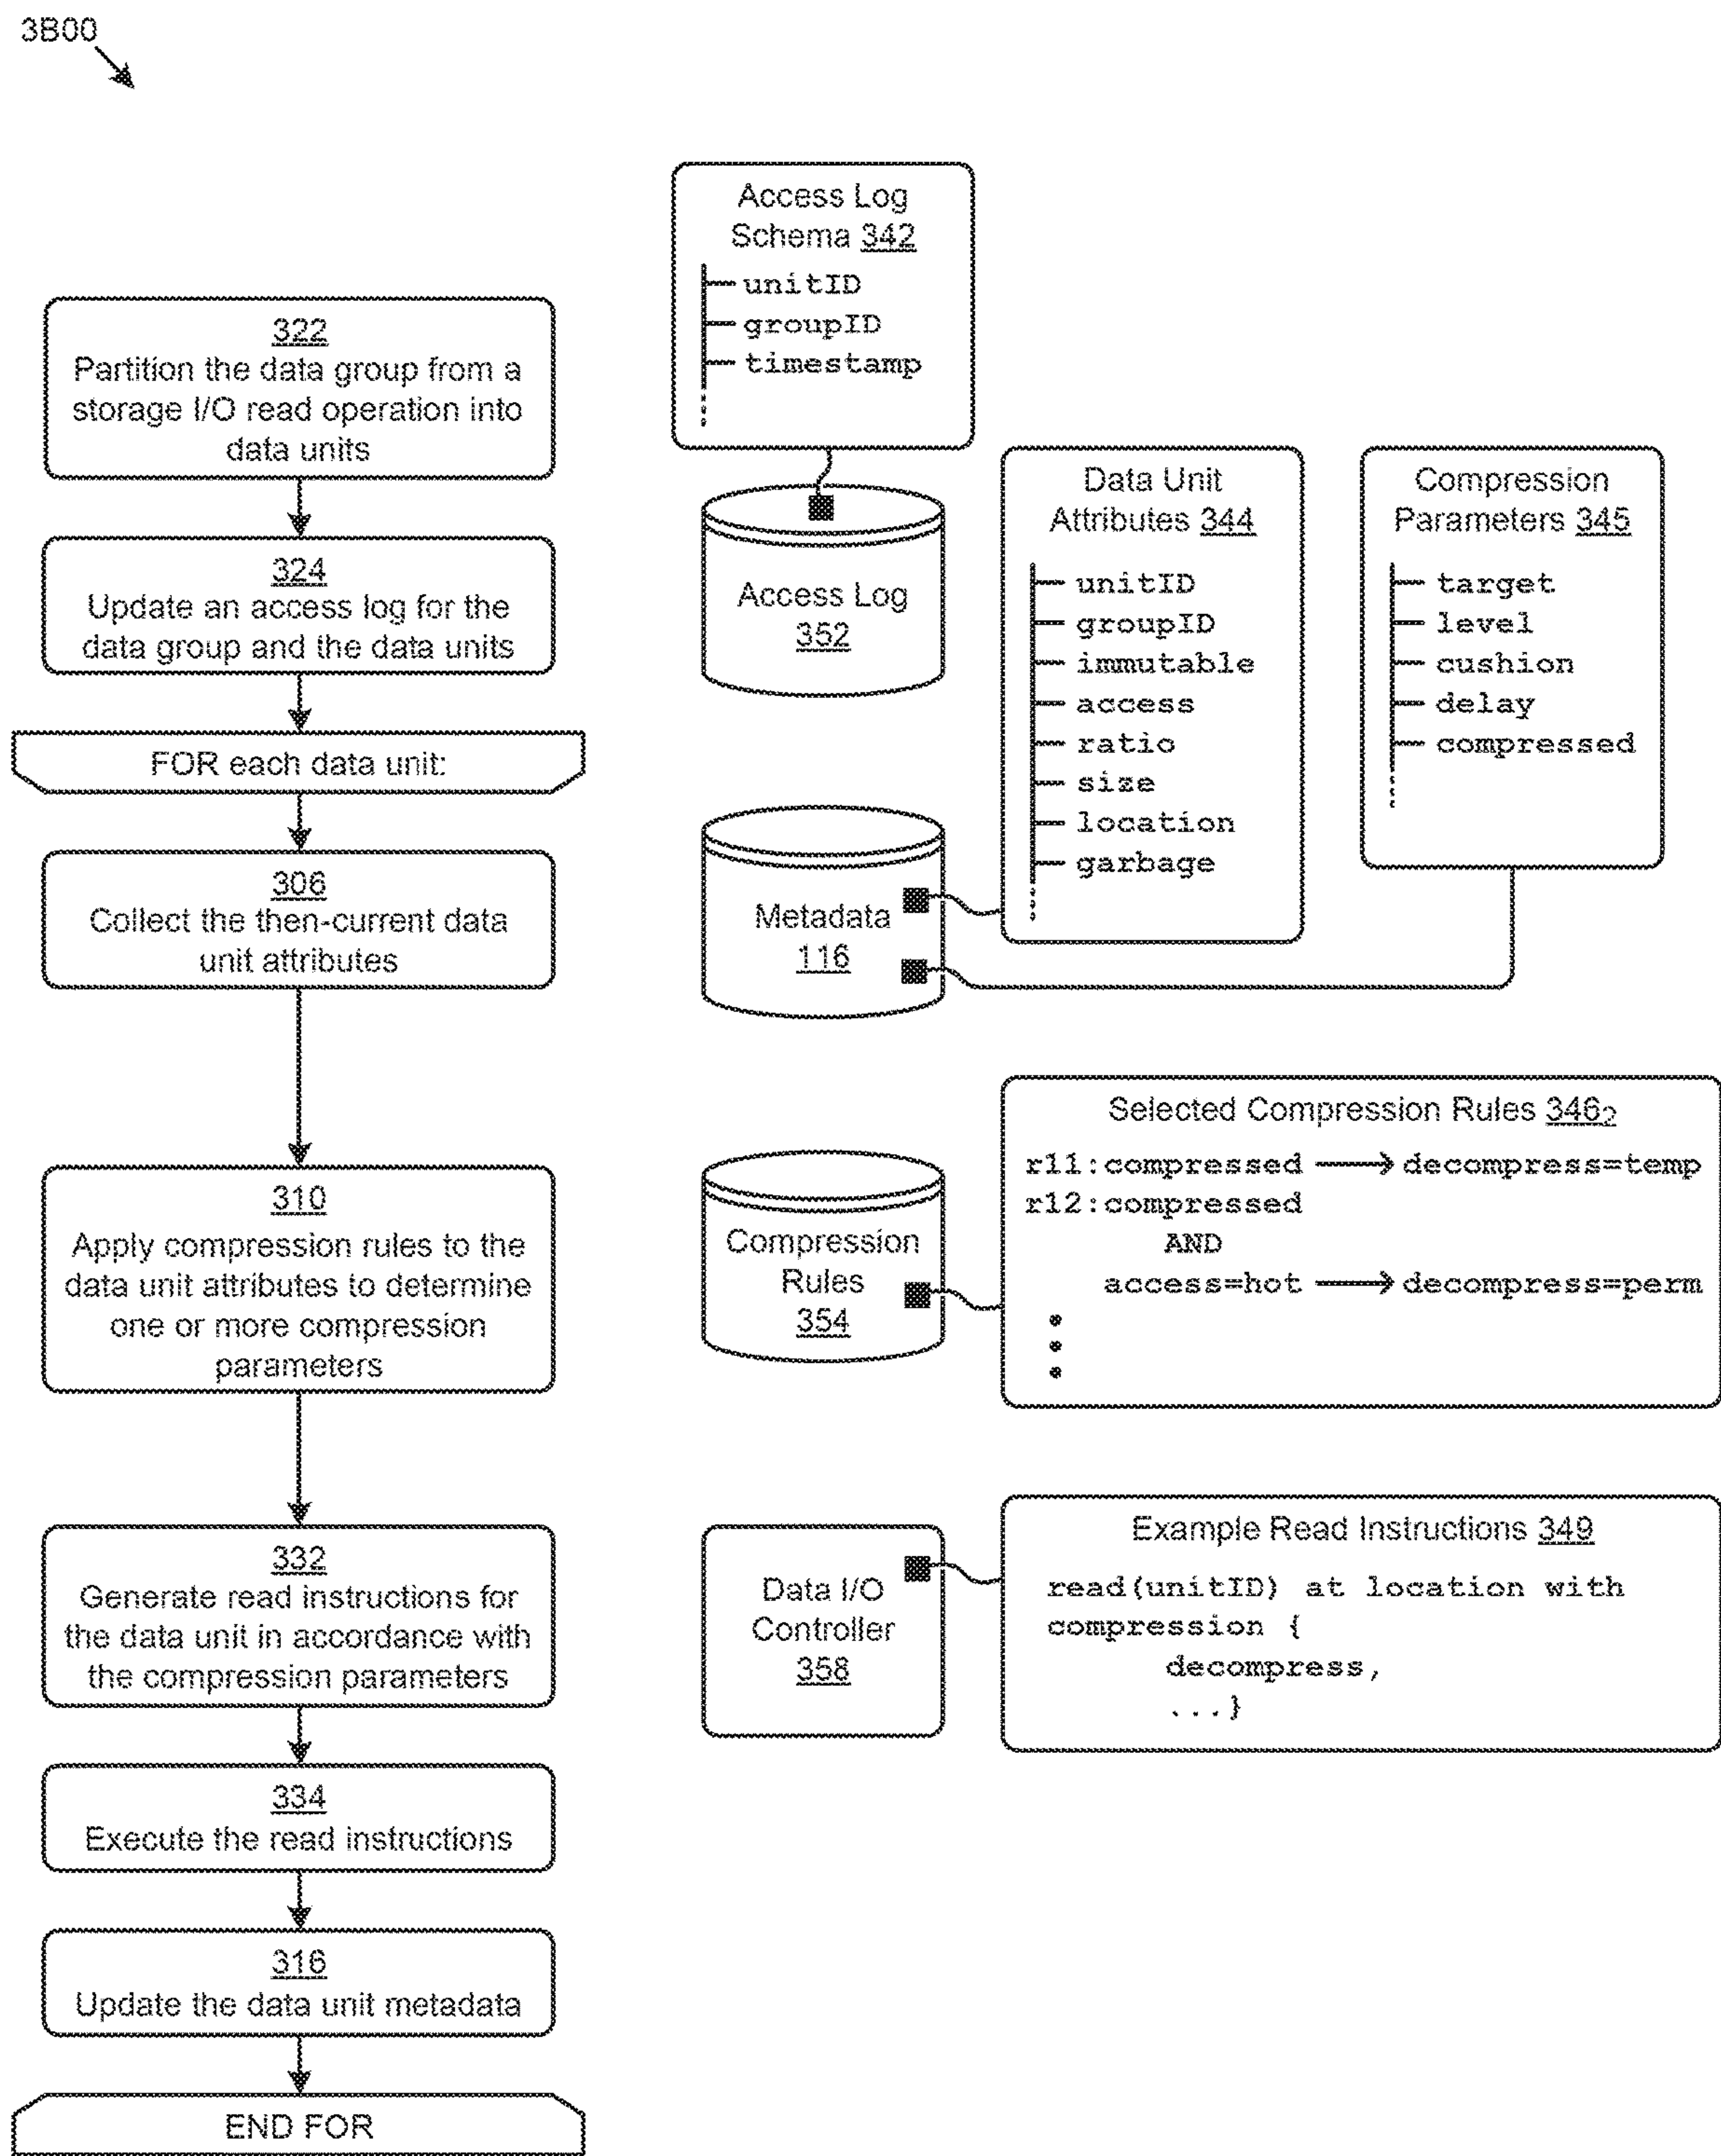 3B00
322
Partition the data group from a
storage I/O read operation into
data units
324
Update an access log for the
data group and the data units
FOR each data unit:
306
Collect the then-current data
unit attributes
310
Apply compression rules to the
data unit attributes to determine
one or more compression
parameters
332
Generate read instructions for
the data unit in accordance with
the compression parameters
334
Execute the read instructions
316
Update the data unit metadata
END FOR
Access Log
Schema 342
unitID
groupID
timestamp
Access Log
352
Data Unit
Attributes 344
unitID
groupID
immutable
access
ratio
size
location
garbage
Compression
Parameters 345
target
level
cushion
delay
compressed
Metadata
116
Compression
Rules
354
Selected Compression Rules 346₂
r11:compressed ⟶ decompress=temp
r12:compressed
AND
access=hot ⟶ decompress=perm
Data I/O
Controller
358
Example Read Instructions 349
read(unitID) at location with
compression {
decompress,
...}